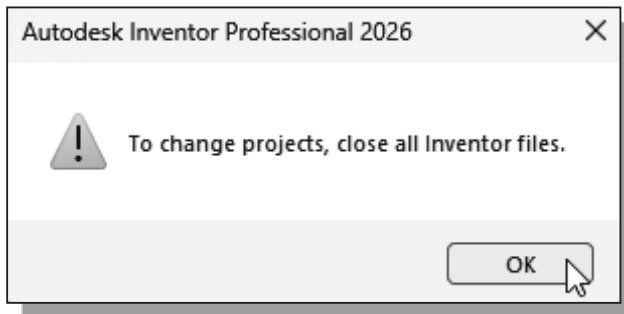 Autodesk Inventor Professional 2026
To change projects, close all Inventor files.
OK